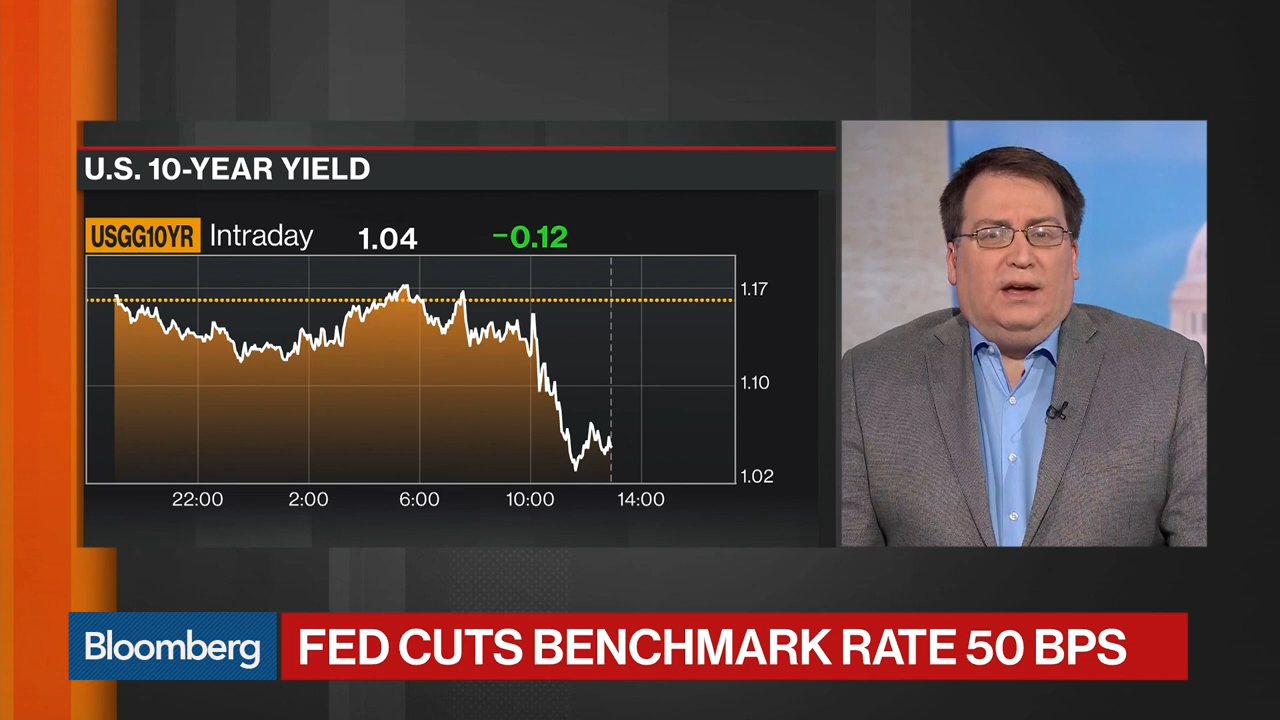 U.S. 10-YEAR YIELD
USGG10YR Intraday 1.04 −0.12
1.17
1.10
1.02
22:00 2:00 6:00 10:00 14:00
Bloomberg FED CUTS BENCHMARK RATE 50 BPS